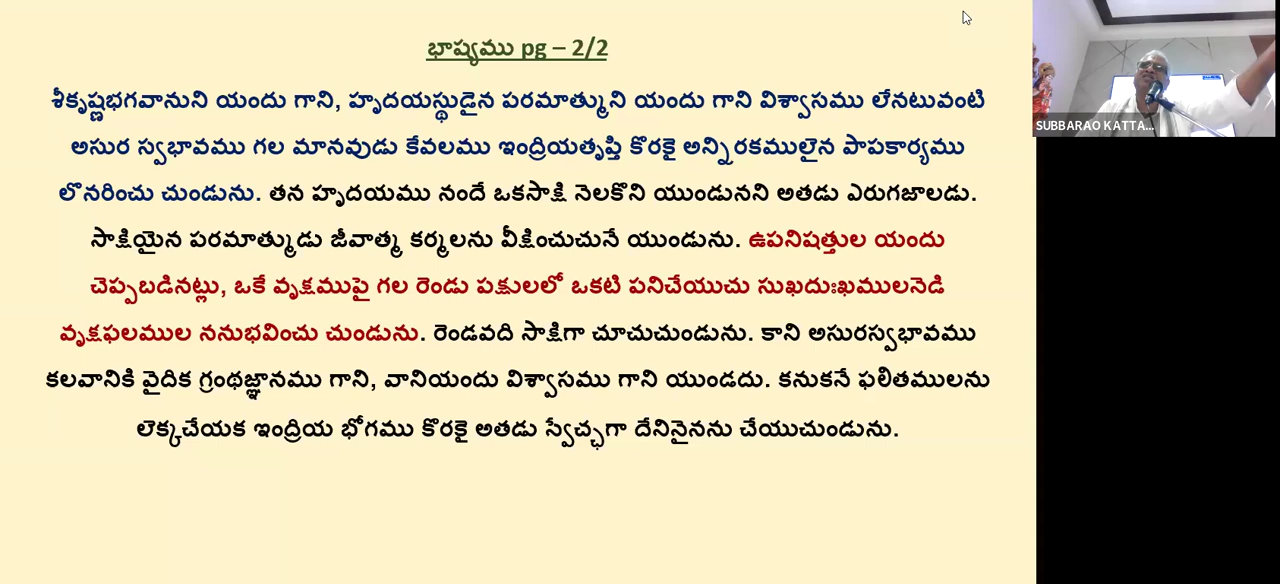 భాష్యము pg – 2/2
శీకృష్ణభగవానుని యందు గాని, హృదయస్థుడైన పరమాత్ముని యందు గాని విశ్వాసము లేనటువంటి
అసుర స్వభావము గల మానవుడు కేవలము ఇంద్రియతృప్తి కొరకై అన్నిరకములైన పాపకార్యము
లొనరించు చుండును. తన హృదయము నందే ఒకసాక్షి నెలకొని యుండునని అతడు ఎరుగజాలడు.
సాక్షియైన పరమాత్ముడు జీవాత్మ కర్మలను వీక్షించుచునే యుండును. ఉపనిషత్తుల యందు
చెప్పబడినట్లు, ఒకే వృక్షముపై గల రెండు పక్షులలో ఒకటి పనిచేయుచు సుఖదుఃఖములనెడి
వృక్షఫలముల ననుభవించు చుండును. రెండవది సాక్షిగా చూచుచుండును. కాని అసురస్వభావము
కలవానికి వైదిక గ్రంథజ్ఞానము గాని, వానియందు విశ్వాసము గాని యుండదు. కనుకనే ఫలితములను
లెక్కచేయక ఇంద్రియ భోగము కొరకై అతడు స్వేచ్ఛగా దేనినైనను చేయుచుండును.
SUBBARAO KATTA...